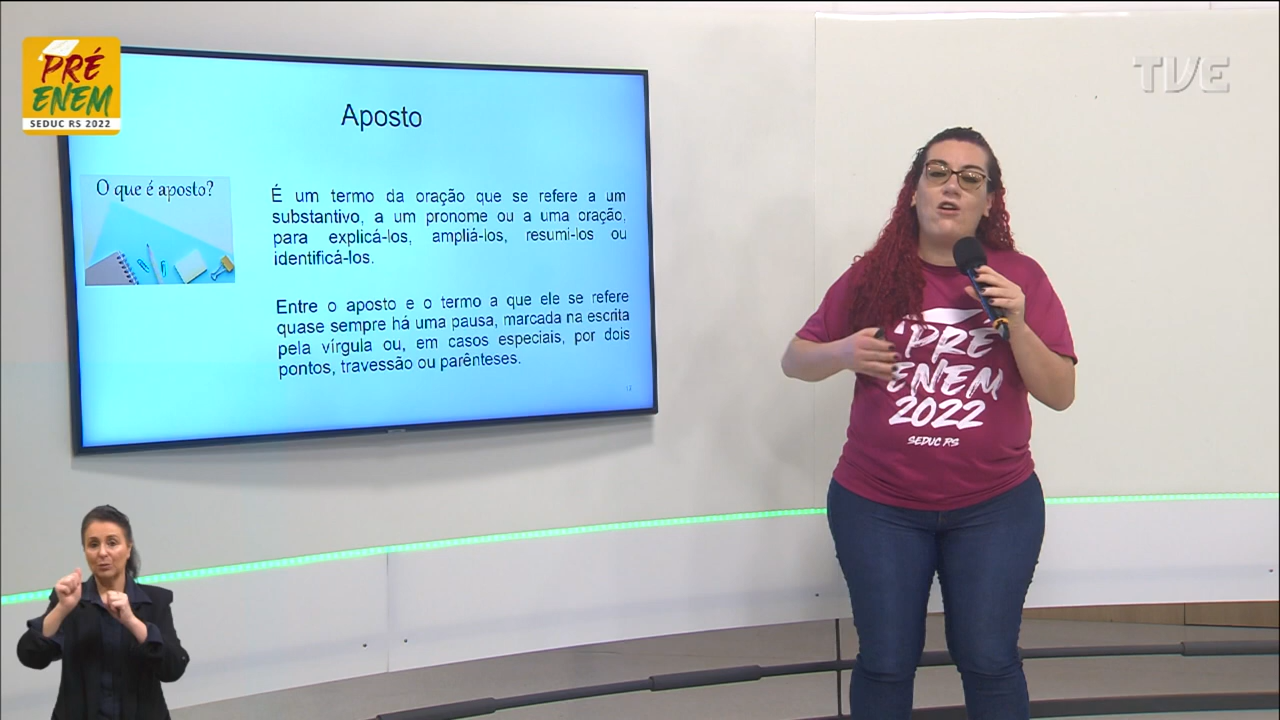 PRÉ
ENEM
SEDUC RS 2022
TVE
Aposto
O que é aposto?
É um termo da oração que se refere a um
substantivo, a um pronome ou a uma oração,
para explicá-los, ampliá-los, resumi-los ou
identificá-los.
Entre o aposto e o termo a que ele se refere
quase sempre há uma pausa, marcada na escrita
pela vírgula ou, em casos especiais, por dois
pontos, travessão ou parênteses.
12
PRÉ
ENEM
2022
SEDUC RS